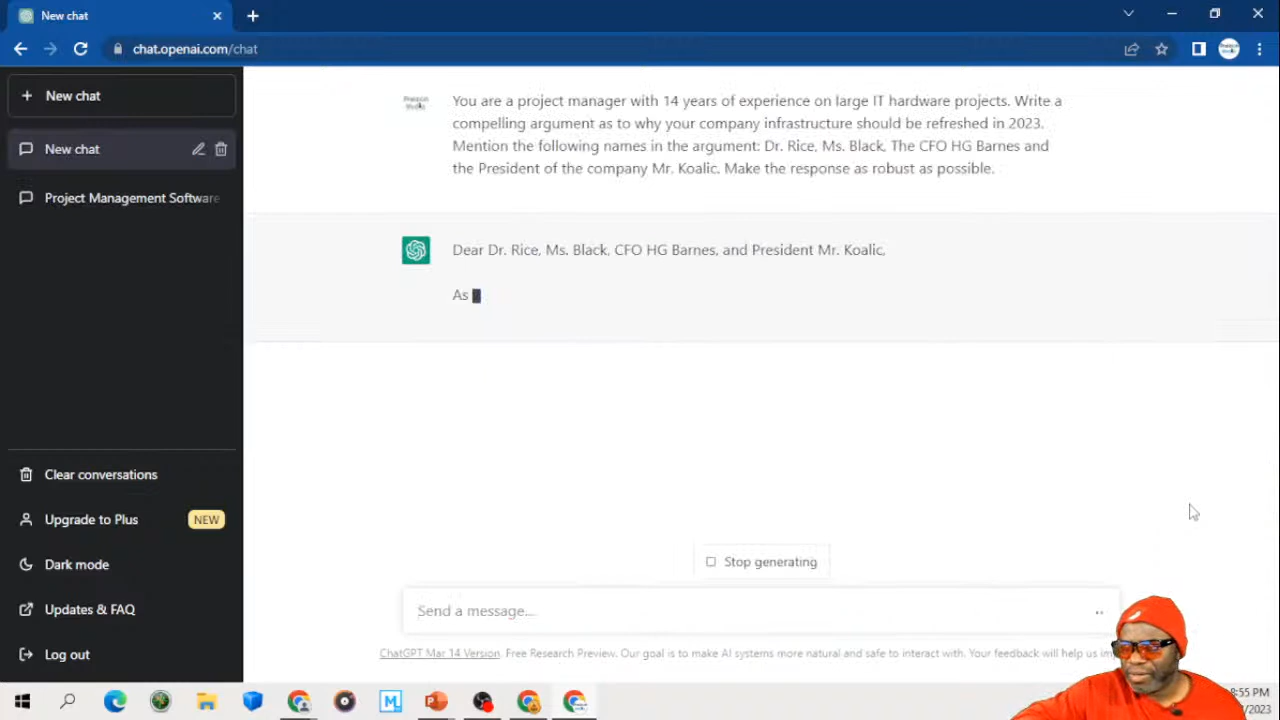 New chat
chat.openai.com/chat
New chat
New chat
Project Management Software
Clear conversations
Upgrade to Plus NEW
Dark mode
Updates & FAQ
Log out
You are a project manager with 14 years of experience on large IT hardware projects. Write a
compelling argument as to why your company infrastructure should be refreshed in 2023.
Mention the following names in the argument: Dr. Rice, Ms. Black, The CFO HG Barnes and
the President of the company Mr. Koalic. Make the response as robust as possible.
Dear Dr. Rice, Ms. Black, CFO HG Barnes, and President Mr. Koalic,
As
Stop generating
Send a message...
ChatGPT Mar 14 Version. Free Research Preview. Our goal is to make AI systems more natural and safe to interact with. Your feedback will help us
8:55 PM
/2023